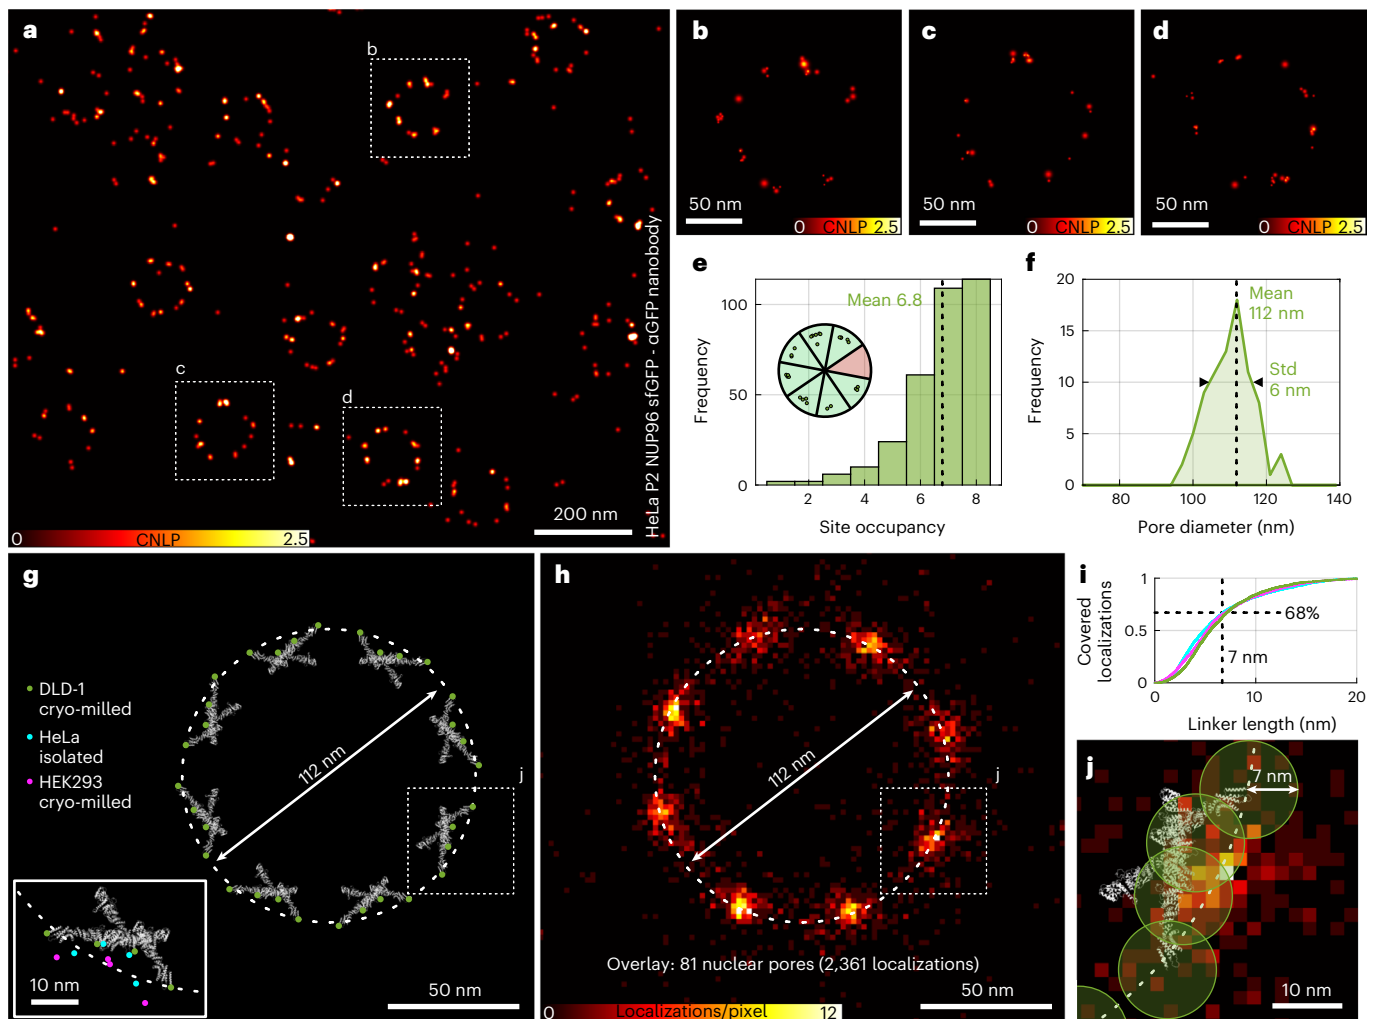 a
b
c
d
HeLa P2 NUP96 sfGFP - αGFP nanobody
0
CNLP
2.5
200 nm
b
50 nm
0 CNLP 2.5
c
50 nm
0 CNLP 2.5
d
50 nm
0 CNLP 2.5
e
Mean 6.8
Frequency
100
50
0
2 4 6 8
Site occupancy
f
Mean
112 nm
Std
6 nm
Frequency
20
15
10
5
0
80 100 120 140
Pore diameter (nm)
g
DLD-1
cryo-milled
HeLa
isolated
HEK293
cryo-milled
112 nm
j
10 nm
50 nm
h
112 nm
j
Overlay: 81 nuclear pores (2,361 localizations)
0 Localizations/pixel 12
50 nm
i
Covered
localizations
1
0.5
0
68%
7 nm
0 10 20
Linker length (nm)
j
7 nm
10 nm